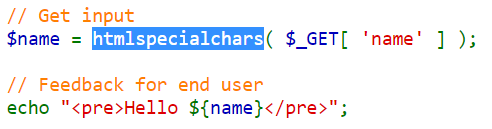 // Get input
$name = htmlspecialchars( $_GET[ 'name' ] );
// Feedback for end user
echo "<pre>Hello ${name}</pre>";